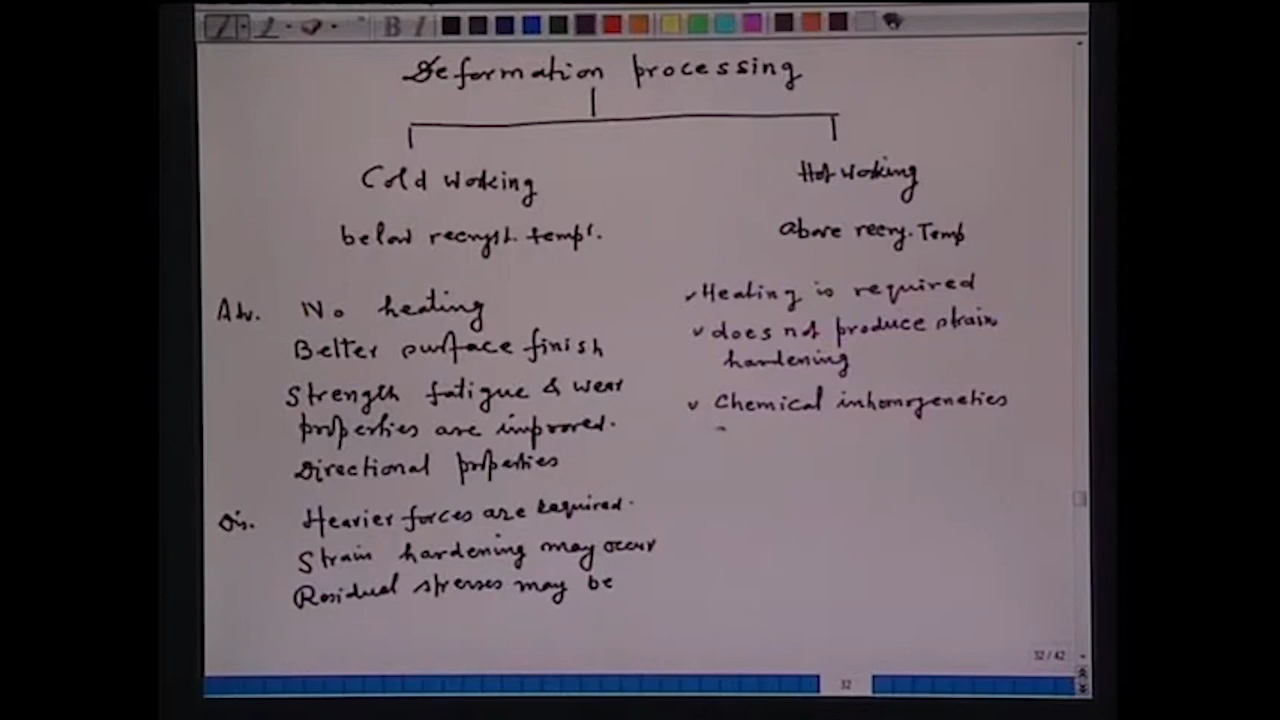 B I
Deformation processing
Cold working
Hot working
below recryst. tempr.
above recry. Temp
Adv. No heating
Better surface finish
Strength fatigue & wear
properties are improved.
Directional properties
Dis. Heavier forces are required.
Strain hardening may occur
Residual stresses may be
Heating is required
does not produce strain
hardening
Chemical inhomogeneties
32/42
32